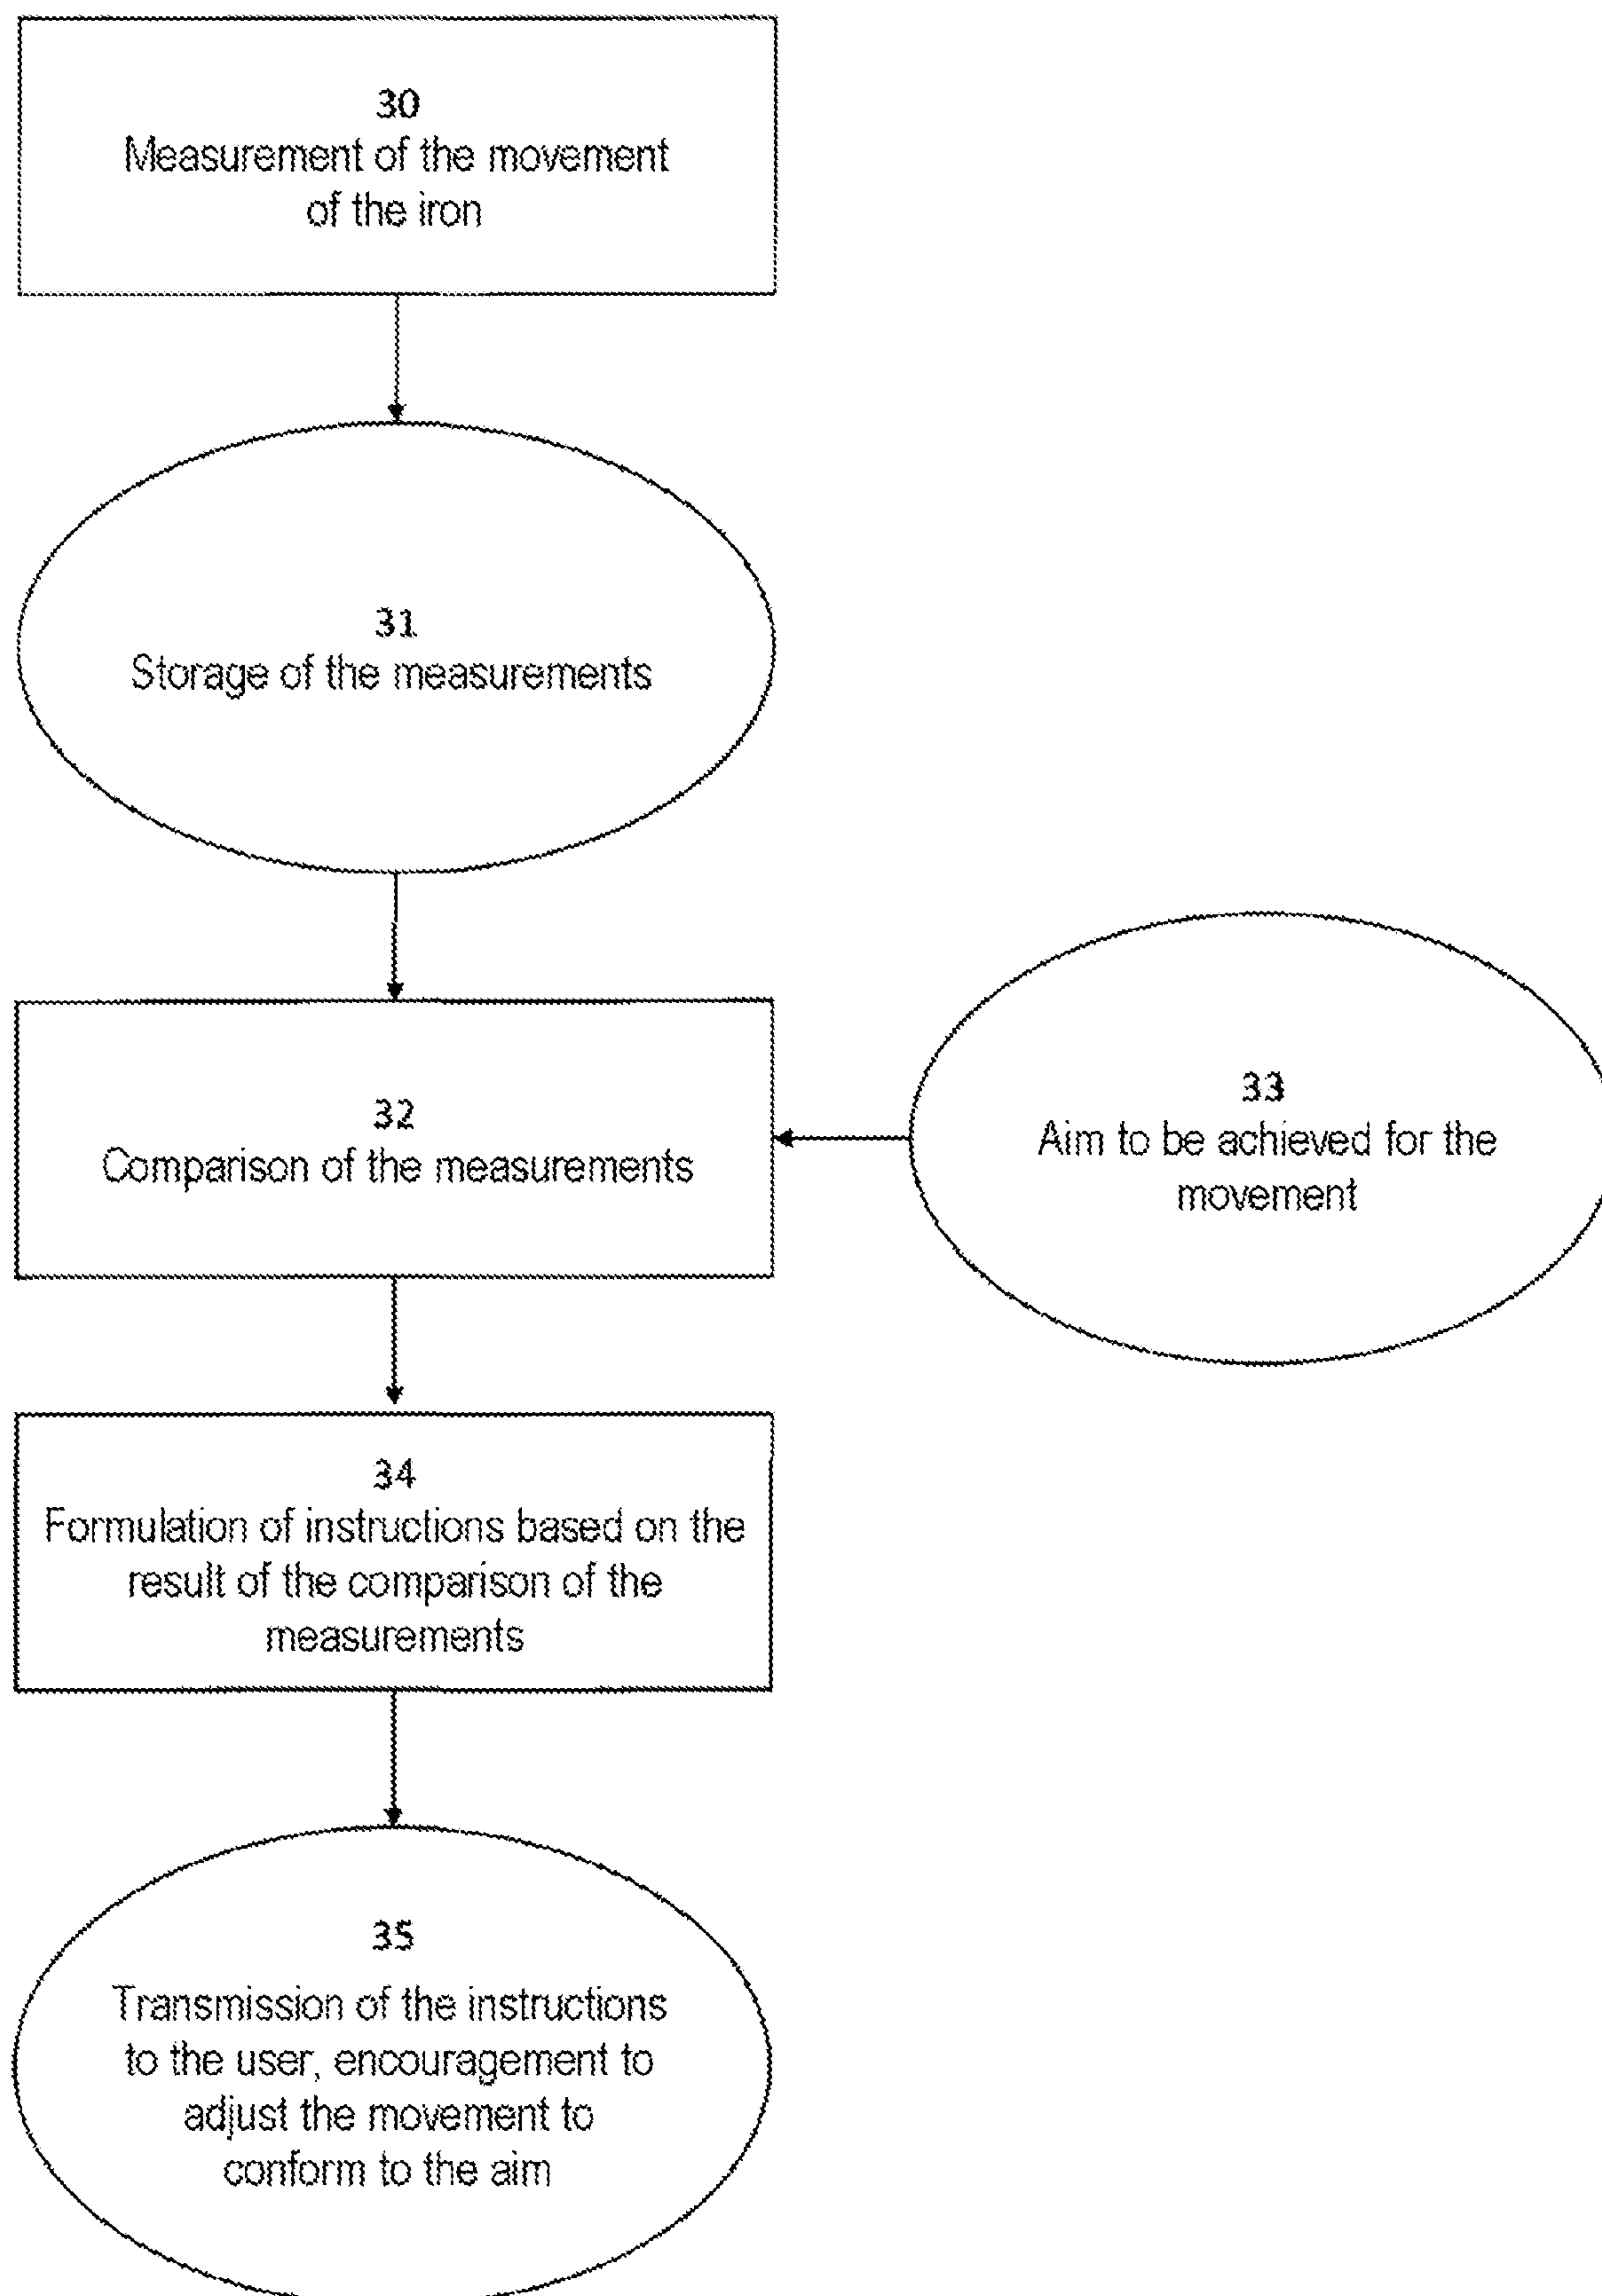 30
Measurement of the movement
of the iron
31
Storage of the measurements
32
Comparison of the measurements
33
Aim to be achieved for the
movement
34
Formulation of instructions based on the
result of the comparison of the
measurements
35
Transmission of the instructions
to the user, encouragement to
adjust the movement to
conform to the aim